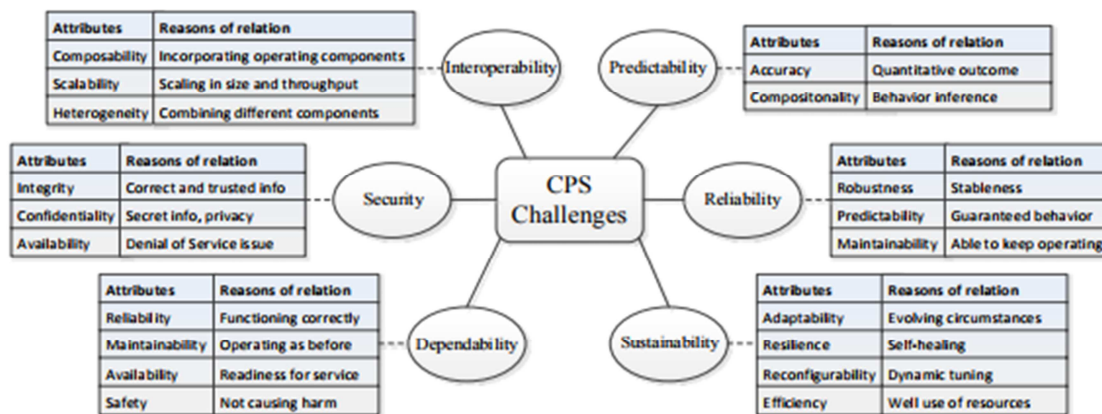 Attributes Reasons of relation
Composability Incorporating operating components
Scalability Scaling in size and throughput
Heterogeneity Combining different components
Interoperability
Predictability
Attributes Reasons of relation
Accuracy Quantitative outcome
Compositonality Behavior inference
Attributes Reasons of relation
Integrity Correct and trusted info
Confidentiality Secret info, privacy
Availability Denial of Service issue
Security
CPS
Challenges
Reliability
Attributes Reasons of relation
Robustness Stableness
Predictability Guaranteed behavior
Maintainability Able to keep operating
Attributes Reasons of relation
Reliability Functioning correctly
Maintainability Operating as before
Availability Readiness for service
Safety Not causing harm
Dependability
Sustainability
Attributes Reasons of relation
Adaptability Evolving circumstances
Resilience Self-healing
Reconfigurability Dynamic tuning
Efficiency Well use of resources